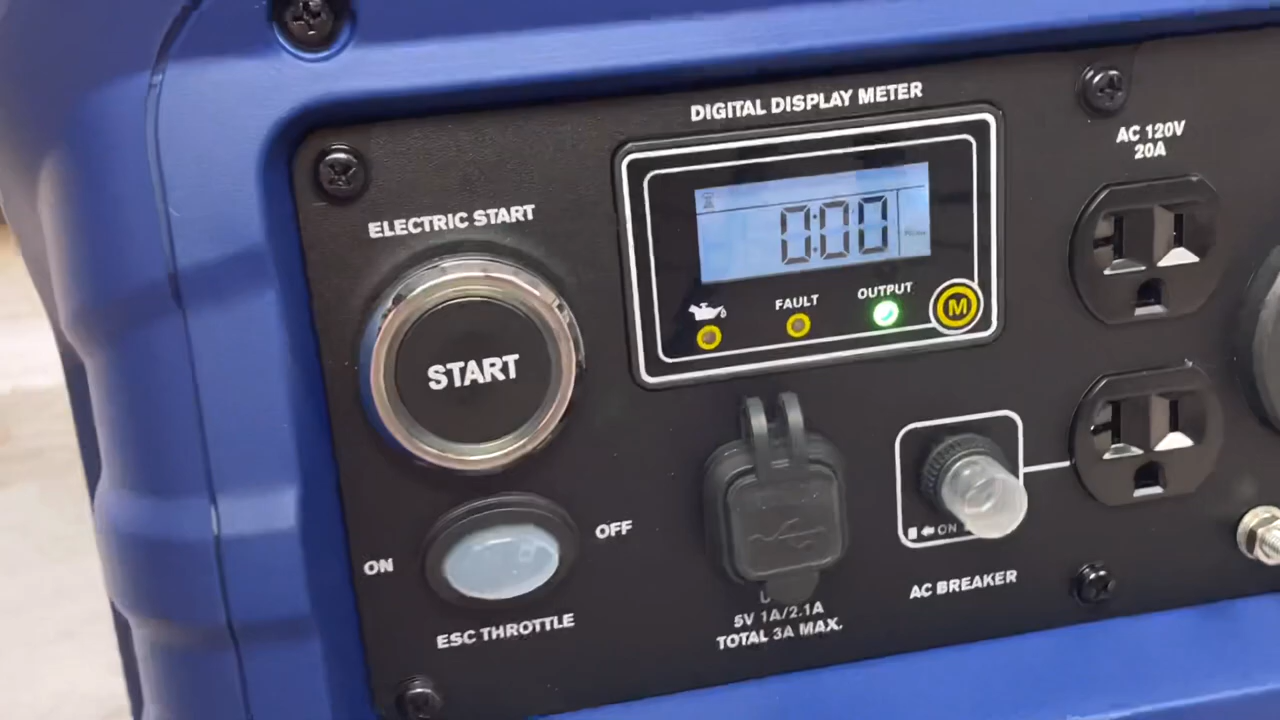 DIGITAL DISPLAY METER
AC 120V
20A
ELECTRIC START
0:00
FAULT
OUTPUT
M
START
ON
OFF
ESC THROTTLE
5V 1A/2.1A
TOTAL 3A MAX.
ON
AC BREAKER